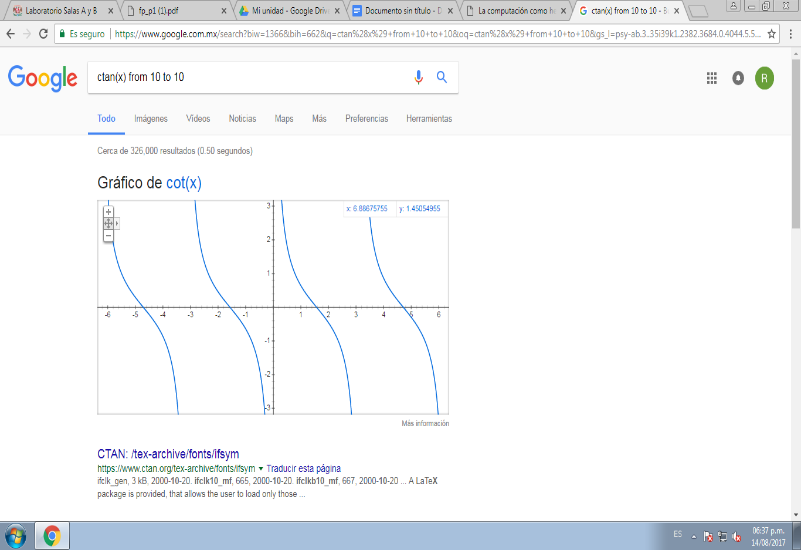 Laboratorio Salas A y B
fp_p1 (1).pdf
Mi unidad - Google Drive
Documento sin título - D
La computación como he
ctan(x) from 10 to 10 - B
Es seguro
https://www.google.com.mx/search?biw=1366&bih=662&q=ctan%28x%29+from+10+to+10&oq=ctan%28x%29+from+10+to+10&gs_l=psy-ab.3..35i39k1.2382.3684.0.4044.5.5...
Google
ctan(x) from 10 to 10
R
Todo Imágenes Vídeos Noticias Maps Más Preferencias Herramientas
Cerca de 326,000 resultados (0.50 segundos)
Gráfico de cot(x)
x: 6.66675755 y: 1.45054955
3
2
1
-6 -5 -4 -3 -2 -1 1 2 3 4 5 6
-1
-2
-3
Más información
CTAN: /tex-archive/fonts/ifsym
https://www.ctan.org/tex-archive/fonts/ifsym ▾ Traducir esta página
ifclk_gen, 3 kB, 2000-10-20. ifclk10_mf, 665, 2000-10-20. ifclkb10_mf, 667, 2000-10-20 ... A LaTeX
package is provided, that allows the user to load only those ...
ES
06:37 p.m.
14/08/2017